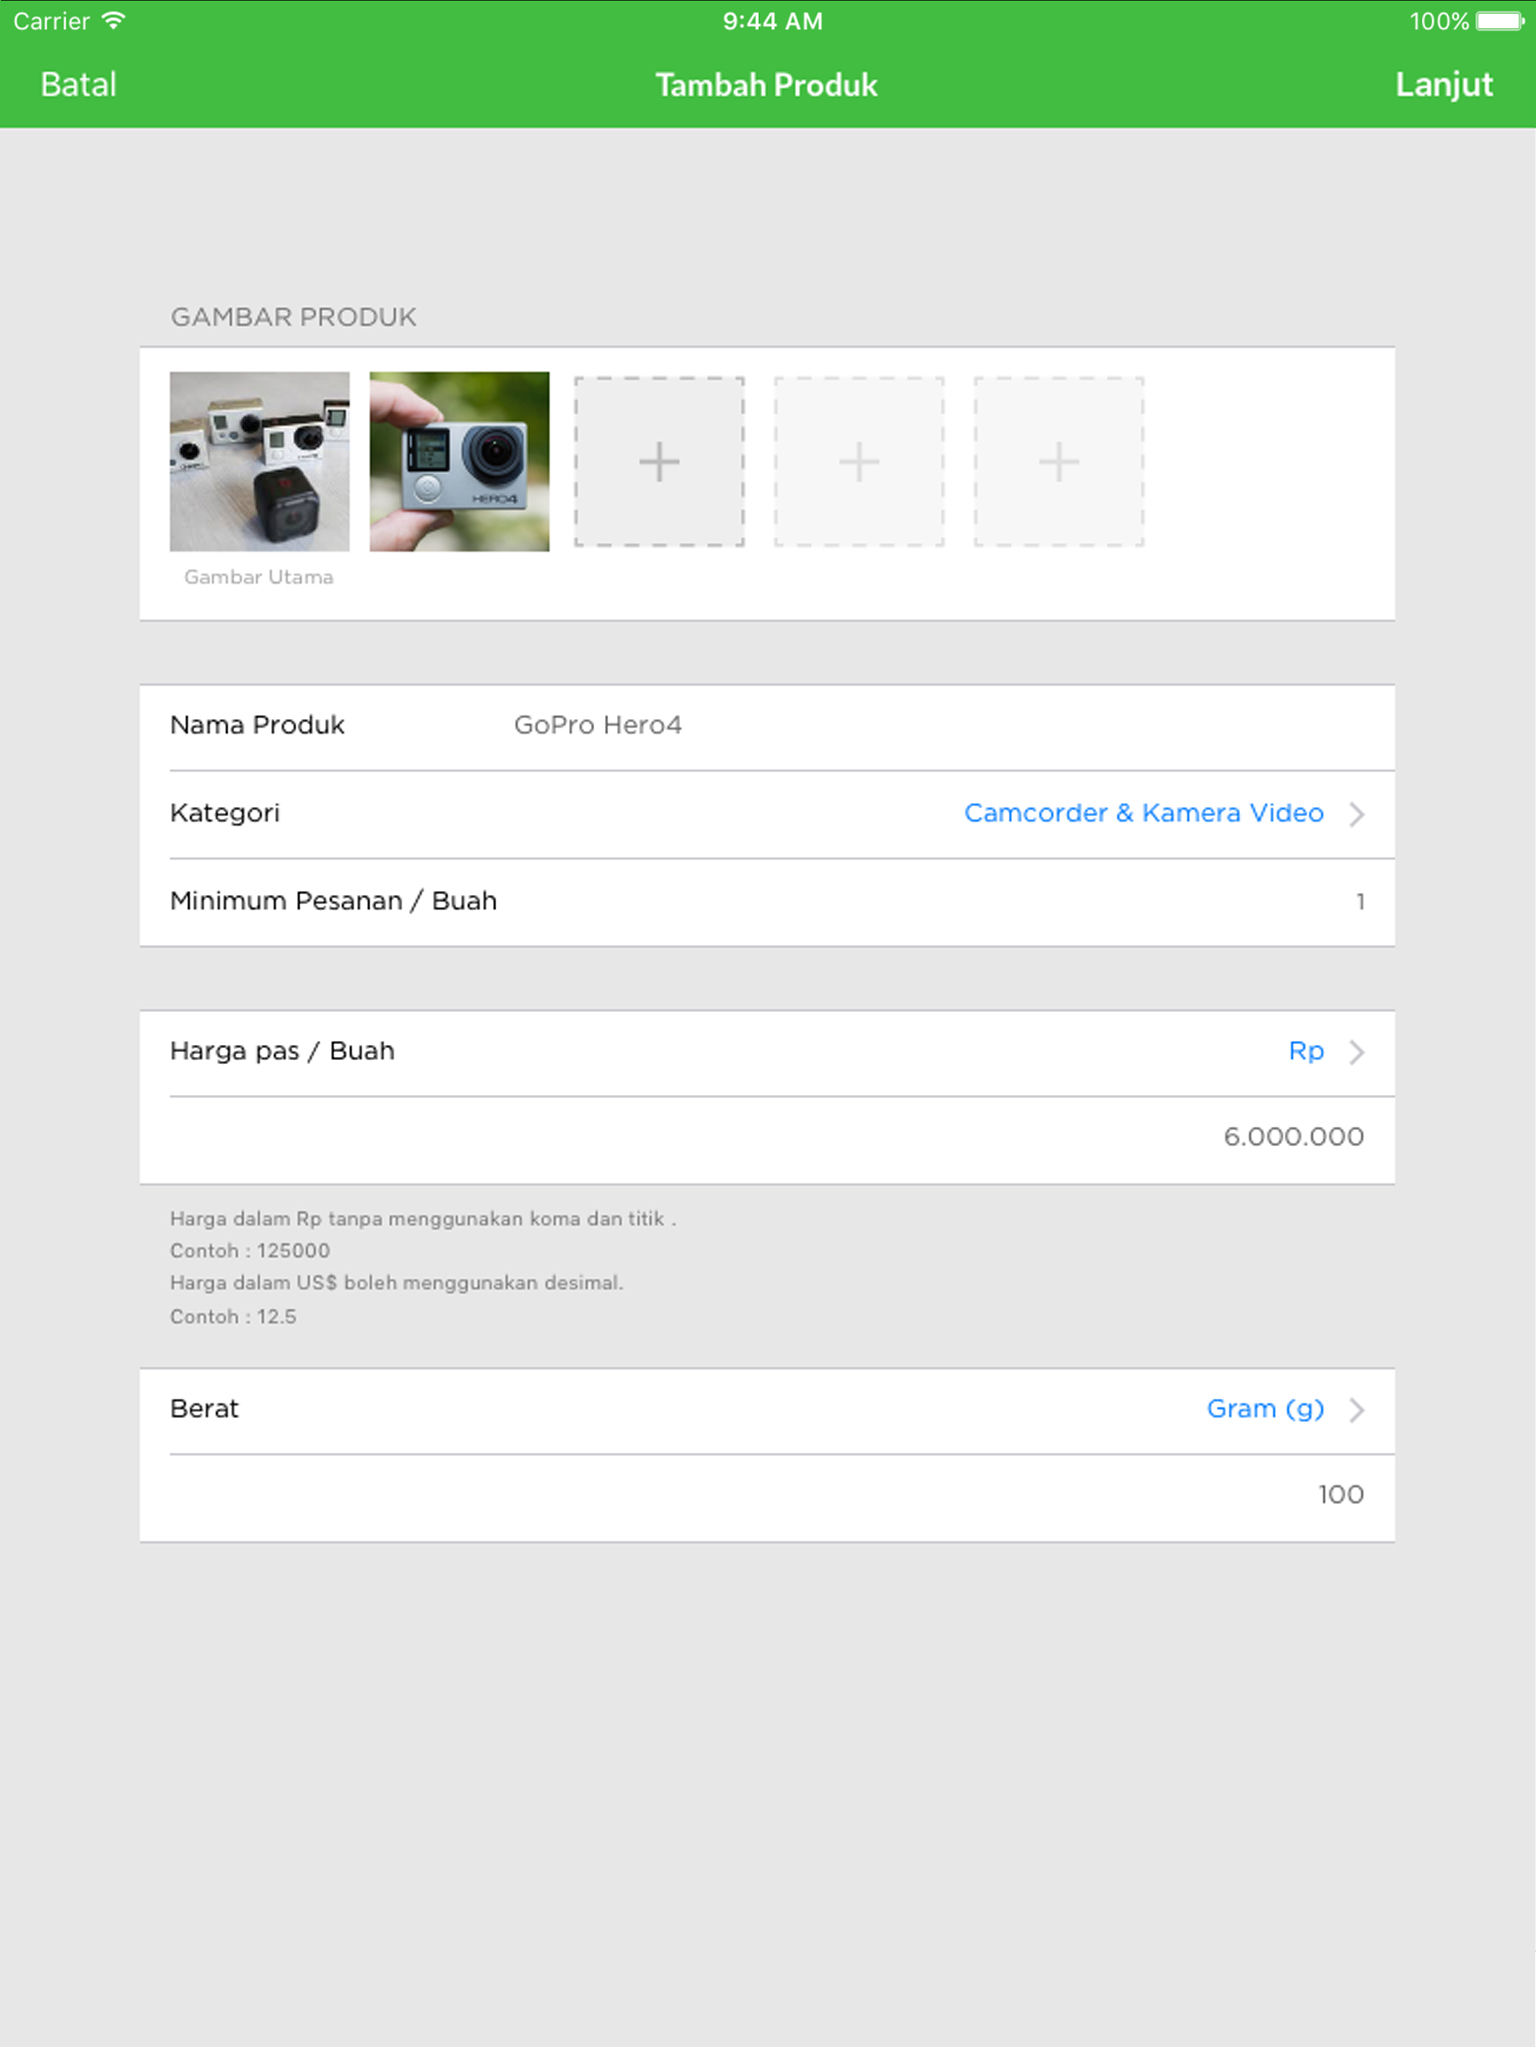 Carrier 9:44 AM 100%
Batal Tambah Produk Lanjut
GAMBAR PRODUK
HERO4
Gambar Utama
Nama Produk GoPro Hero4
Kategori Camcorder & Kamera Video
Minimum Pesanan / Buah 1
Harga pas / Buah Rp
6.000.000
Harga dalam Rp tanpa menggunakan koma dan titik .
Contoh : 125000
Harga dalam US$ boleh menggunakan desimal.
Contoh : 12.5
Berat Gram (g)
100